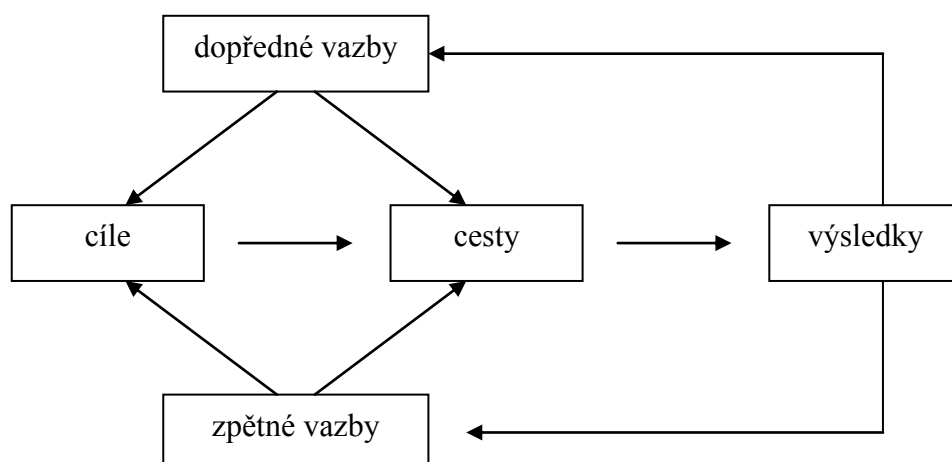 dopředné vazby
cíle
cesty
výsledky
zpětné vazby